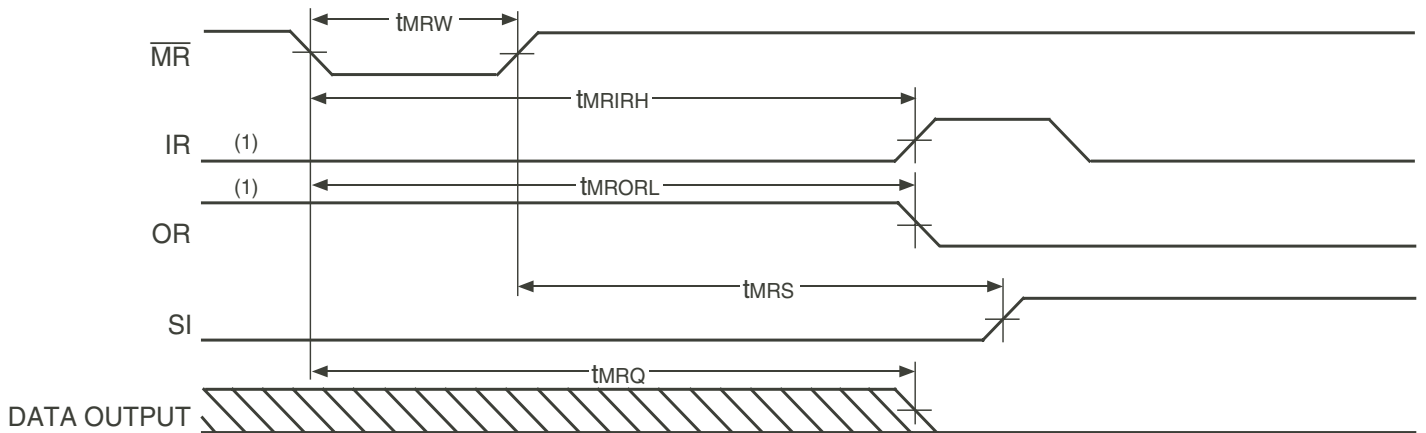 tMRW
MR
tMRIRH
IR (1)
(1) tMRORL
OR
tMRS
SI
tMRQ
DATA OUTPUT